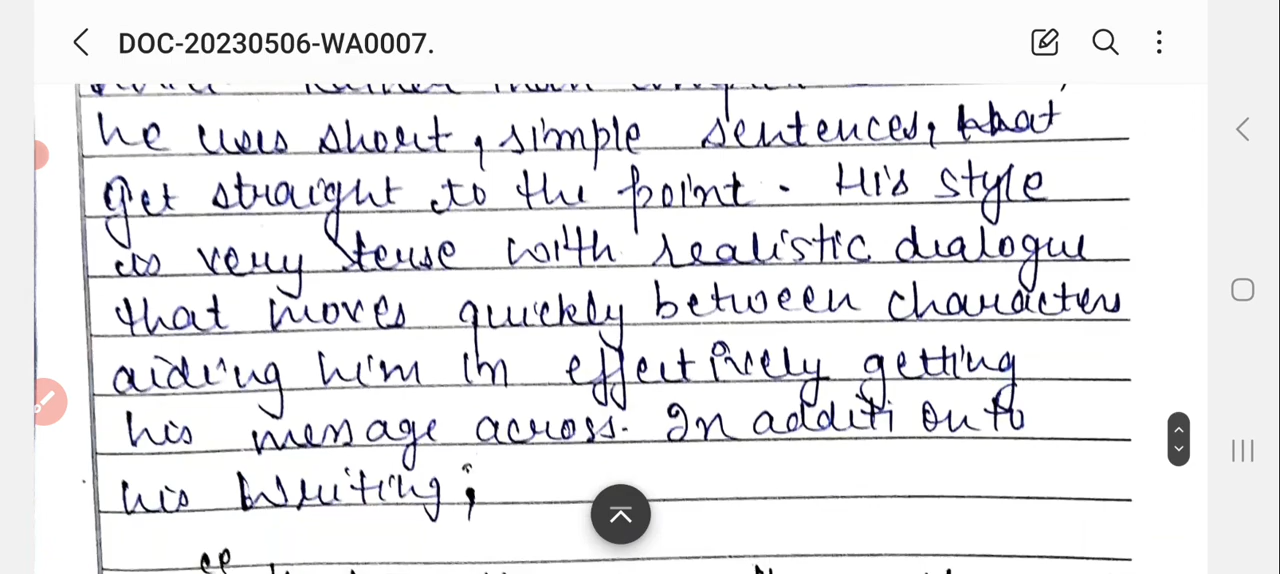 DOC-20230506-WA0007.
he uses short, simple sentences, that
get straight to the point. His style
is very terse with realistic dialogue
that moves quickly between characters
aiding him in effectively getting
his message across. In addition to
his writing;